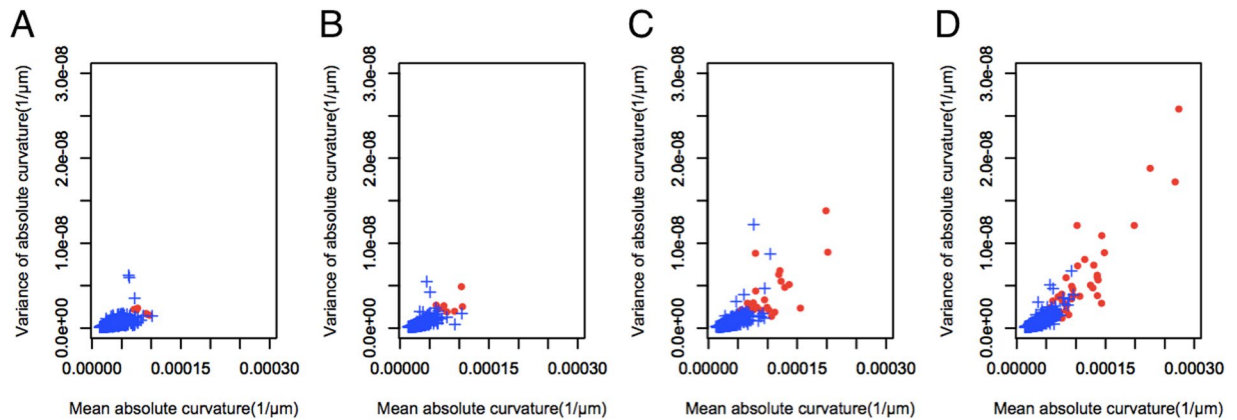 A
Variance of absolute curvature(1/μm)
0.0e+00 1.0e-08 2.0e-08 3.0e-08
0.00000 0.00015 0.00030
Mean absolute curvature(1/μm)
B
Variance of absolute curvature(1/μm)
0.0e+00 1.0e-08 2.0e-08 3.0e-08
0.00000 0.00015 0.00030
Mean absolute curvature(1/μm)
C
Variance of absolute curvature(1/μm)
0.0e+00 1.0e-08 2.0e-08 3.0e-08
0.00000 0.00015 0.00030
Mean absolute curvature(1/μm)
D
Variance of absolute curvature(1/μm)
0.0e+00 1.0e-08 2.0e-08 3.0e-08
0.00000 0.00015 0.00030
Mean absolute curvature(1/μm)